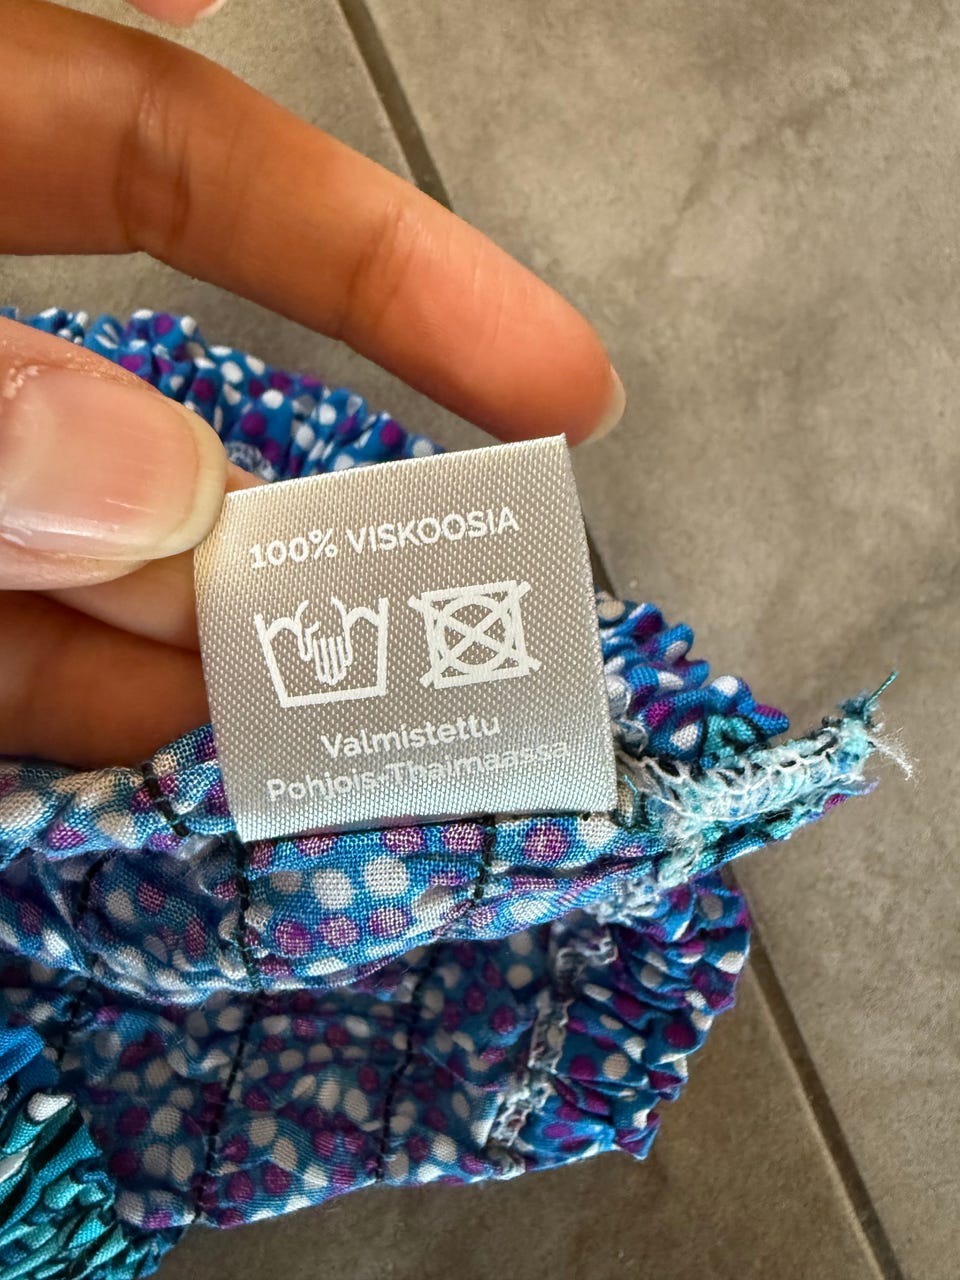 100% VISKOOSIA
Valmistettu
Pohjois-Thaimaassa